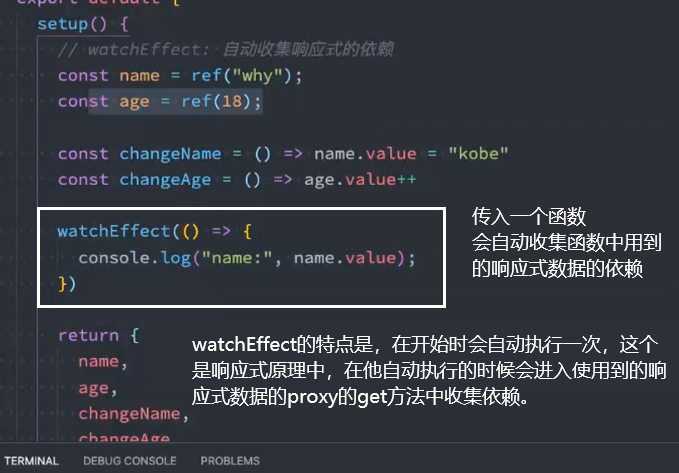 export default {
setup() {
// watchEffect: 自动收集响应式的依赖
const name = ref("why");
const age = ref(18);
const changeName = () => name.value = "kobe"
const changeAge = () => age.value++
watchEffect(() => {
console.log("name:", name.value);
})
传入一个函数
会自动收集函数中用到
的响应式数据的依赖
return {
name,
age,
changeName,
changeAge
watchEffect的特点是，在开始时会自动执行一次，这个
是响应式原理中，在他自动执行的时候会进入使用到的响
应式数据的proxy的get方法中收集依赖。
TERMINAL DEBUG CONSOLE PROBLEMS